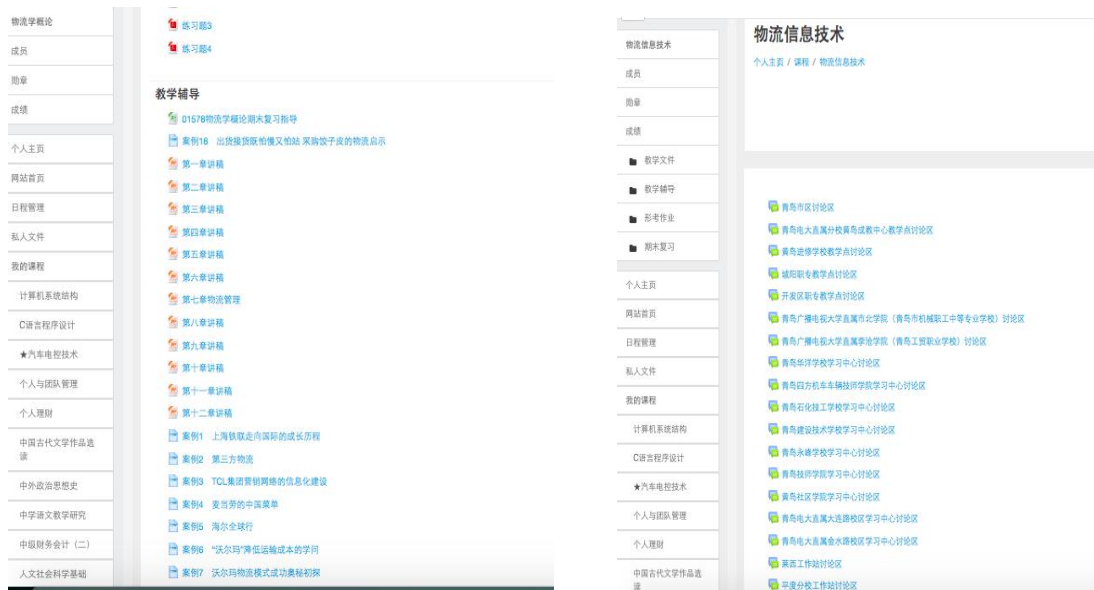 物流学概论
成员
勋章
成绩
个人主页
网站首页
日程管理
私人文件
我的课程
计算机系统结构
C语言程序设计
★汽车电控技术
个人与团队管理
个人理财
中国古代文学作品选
读
中外政治思想史
中学语文教学研究
中级财务会计（二）
人文社会科学基础
练习题3
练习题4
教学辅导
01578物流学概论期末复习指导
案例18 出货接货既怕慢又怕站 呆端饺子皮的物流启示
第一章讲稿
第二章讲稿
第三章讲稿
第四章讲稿
第五章讲稿
第六章讲稿
第七章物流管理
第八章讲稿
第九章讲稿
第十章讲稿
第十一章讲稿
第十二章讲稿
案例1 上海铁联走向国际的成长历程
案例2 第三方物流
案例3 TCL集团营销网络的信息化建设
案例4 麦当劳的中国菜单
案例5 海尔全球行
案例6 “沃尔玛”降低运输成本的学问
案例7 沃尔玛物流模式成功奥秘初探
物流信息技术
成员
勋章
成绩
教学文件
教学辅导
形考作业
期末复习
个人主页
网站首页
日程管理
私人文件
我的课程
计算机系统结构
C语言程序设计
★汽车电控技术
个人与团队管理
个人理财
中国古代文学作品选
读
物流信息技术
个人主页 / 课程 / 物流信息技术
青岛市区讨论区
青岛电大直属分校黄岛成教中心教学点讨论区
黄岛进修学校教学点讨论区
城阳职专教学点讨论区
开发区职专教学点讨论区
青岛广播电视大学直属市北学院（青岛市机械职工中等专业学校）讨论区
青岛广播电视大学直属李沧学院（青岛工贸职业学校）讨论区
青岛华洋学校学习中心讨论区
青岛四方机车车辆技师学院学习中心讨论区
青岛石化技工学校学习中心讨论区
青岛建设技术学校学习中心讨论区
青岛永峰学校学习中心讨论区
青岛技师学院学习中心讨论区
黄岛社区学院学习中心讨论区
青岛电大直属大连路校区学习中心讨论区
青岛电大直属金水路校区学习中心讨论区
莱西工作站讨论区
平度分校工作站讨论区